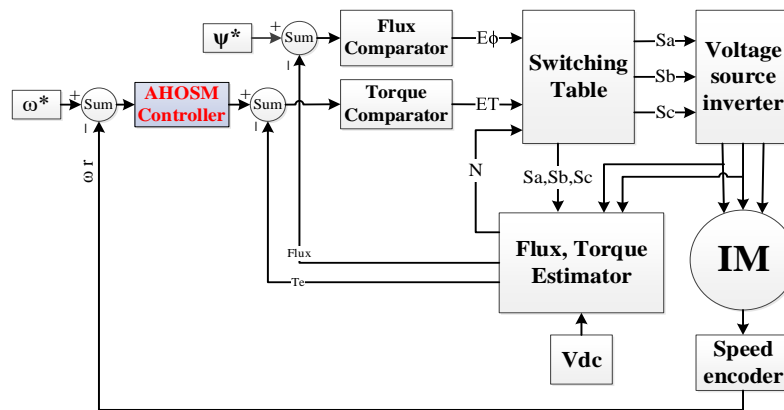 ψ*
+
Sum
−
Flux
Comparator
Eϕ
Switching
Table
Sa
Sb
Sc
Voltage
source
inverter
ω*
+
Sum
−
AHOSM
Controller
+
Sum
−
Torque
Comparator
ET
ω r
N
Sa,Sb,Sc
Flux
Te
Flux, Torque
Estimator
IM
Vdc
Speed
encoder